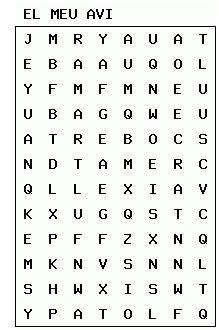 EL MEU AVI
J M R Y A U A T
E B A A U Q O L
Y F M F M N E U
U B A G Q W E U
A T R E B O C S
N D T A M E R C
Q L L E X I A V
K X U G Q S T C
E P F F Z X N Q
M K N V S N N L
S H W X I S W T
Y P A T O L F Q